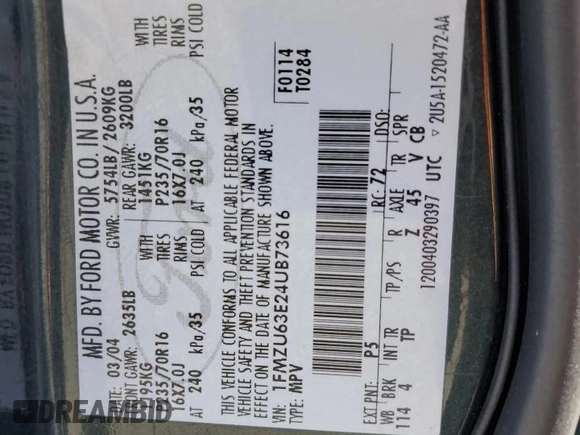 MFD. BY FORD MOTOR CO. IN U.S.A.
DATE: 03/04 GVWR: 5754LB/ 2609KG
FRONT GAWR: 2635LB REAR GAWR: 3200LB
1195KG WITH 1451KG WITH
P235/70R16 TIRES P235/70R16 TIRES
16X7.0J RIMS 16X7.0J RIMS
AT 240 kPa/35 PSI COLD AT 240 kPa/35 PSI COLD
THIS VEHICLE CONFORMS TO ALL APPLICABLE FEDERAL MOTOR
VEHICLE SAFETY AND THEFT PREVENTION STANDARDS IN
EFFECT ON THE DATE OF MANUFACTURE SHOWN ABOVE.
F0114
T0284
VIN: 1FMZU63E24UB73616
TYPE: MPV
EXT PNT: P5 RC: 72 DSO:
WB BRK INT TR TP/PS R AXLE TR SPR
114 4 TP Z 45 V CB
1200403290397 UTC ▽ 2U5A-1520472-AA
Ford
DREAMBID